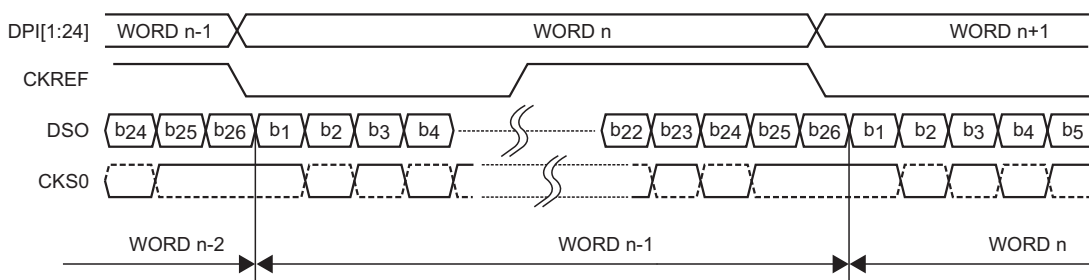 DPI[1:24] WORD n-1 WORD n WORD n+1
CKREF
DSO b24 b25 b26 b1 b2 b3 b4 b22 b23 b24 b25 b26 b1 b2 b3 b4 b5
CKS0
WORD n-2 WORD n-1 WORD n